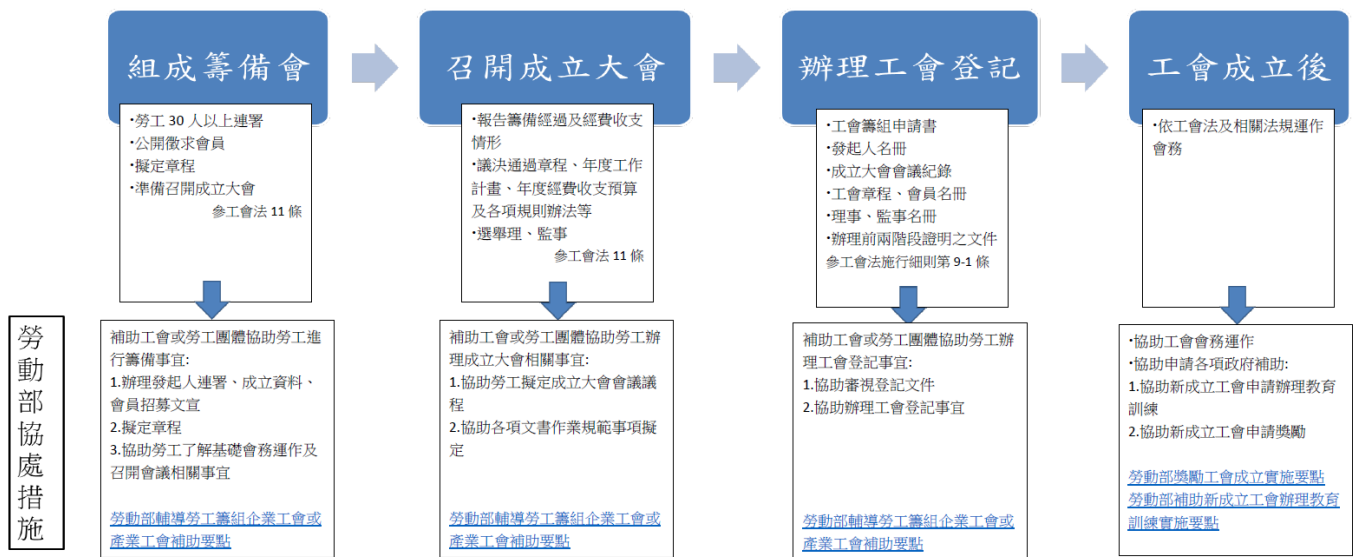 組成籌備會
召開成立大會
辦理工會登記
工會成立後
•勞工 30 人以上連署
•公開徵求會員
•擬定章程
•準備召開成立大會
參工會法 11 條
•報告籌備經過及經費收支
情形
•議決通過章程、年度工作
計畫、年度經費收支預算
及各項規則辦法等
•選舉理、監事
參工會法 11 條
•工會籌組申請書
•發起人名冊
•成立大會會議紀錄
•工會章程、會員名冊
•理事、監事名冊
•辦理前兩階段證明之文件
參工會法施行細則第 9-1 條
•依工會法及相關法規運作
會務
勞動部協處措施
補助工會或勞工團體協助勞工進
行籌備事宜:
1.辦理發起人連署、成立資料、
會員招募文宣
2.擬定章程
3.協助勞工了解基礎會務運作及
召開會議相關事宜
勞動部輔導勞工籌組企業工會或
產業工會補助要點
補助工會或勞工團體協助勞工辦
理成立大會相關事宜:
1.協助勞工擬定成立大會會議議
程
2.協助各項文書作業規範事項擬
定
勞動部輔導勞工籌組企業工會或
產業工會補助要點
補助工會或勞工團體協助勞工辦
理工會登記事宜:
1.協助審視登記文件
2.協助辦理工會登記事宜
勞動部輔導勞工籌組企業工會或
產業工會補助要點
•協助工會會務運作
•協助申請各項政府補助:
1.協助新成立工會申請辦理教育
訓練
2.協助新成立工會申請獎勵
勞動部獎勵工會成立實施要點
勞動部補助新成立工會辦理教育
訓練實施要點